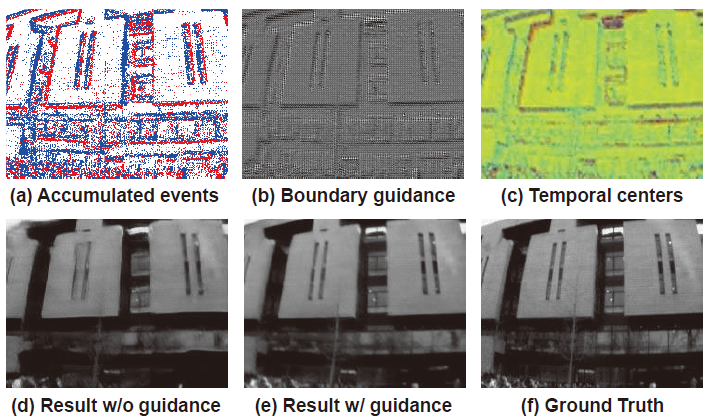 (a) Accumulated events
(b) Boundary guidance
(c) Temporal centers
(d) Result w/o guidance
(e) Result w/ guidance
(f) Ground Truth